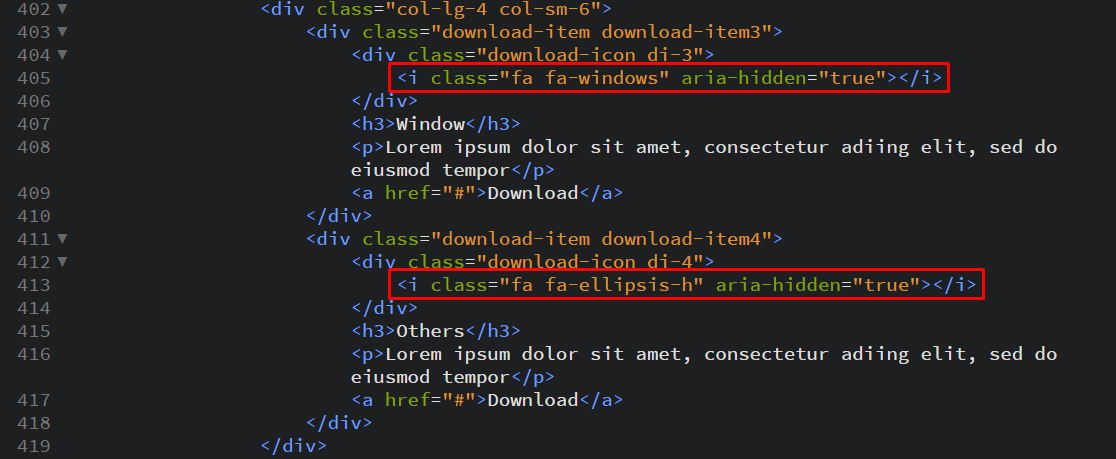 402 ▼ <div class="col-lg-4 col-sm-6">
403 ▼ <div class="download-item download-item3">
404 ▼ <div class="download-icon di-3">
405 <i class="fa fa-windows" aria-hidden="true"></i>
406 </div>
407 <h3>Window</h3>
408 <p>Lorem ipsum dolor sit amet, consectetur adiing elit, sed do
eiusmod tempor</p>
409 <a href="#">Download</a>
410 </div>
411 ▼ <div class="download-item download-item4">
412 ▼ <div class="download-icon di-4">
413 <i class="fa fa-ellipsis-h" aria-hidden="true"></i>
414 </div>
415 <h3>Others</h3>
416 <p>Lorem ipsum dolor sit amet, consectetur adiing elit, sed do
eiusmod tempor</p>
417 <a href="#">Download</a>
418 </div>
419 </div>